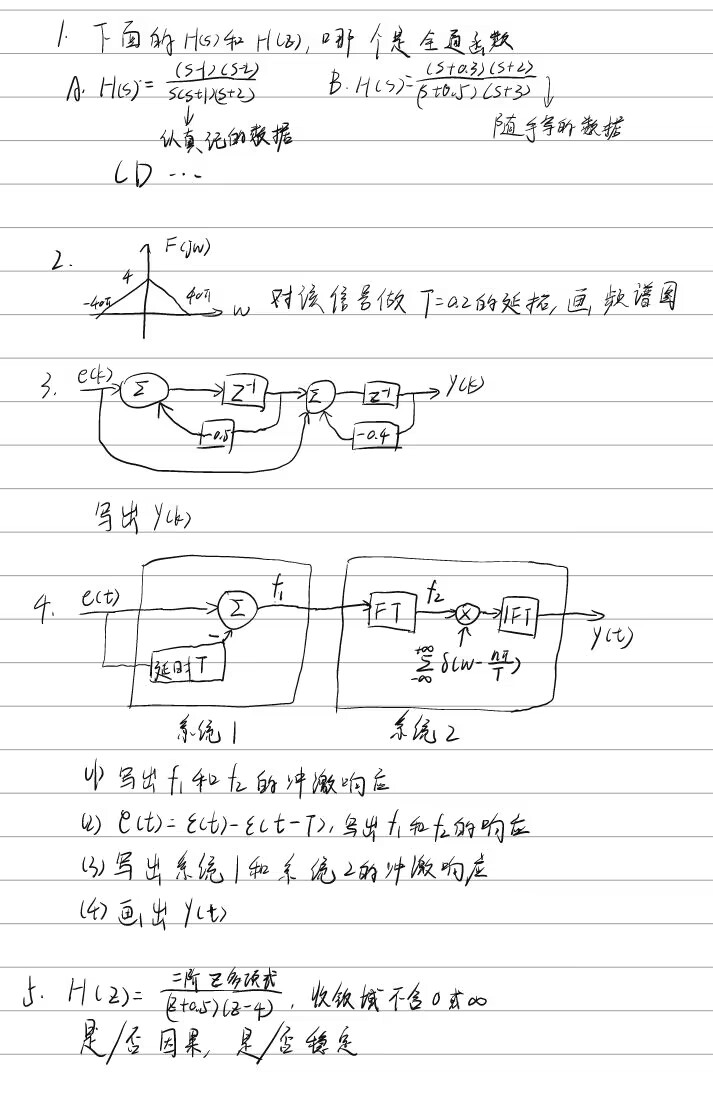 1. 下面的 H(s) 和 H(z), 哪个是全通函数
A. H(s) = (s-1)(s-2) / s(s+1)(s+2)  B. H(s) = (s+0.3)(s+2) / (s+0.5)(s+3)
认真记的数据  随手写的数据
CD ...
2. F(jw) 4 -40π 40π w 对该信号做 T=0.2的延拓, 画频谱图
3. e(k) Σ Z⁻¹ Σ Z⁻¹ y(k)
-0.5 -0.4
写出 y(k)
4. e(t) Σ f₁ FT f₂ × IFT y(t)
- 延时T Σ +∞ -∞ δ(w - nπ/T)
系统1 系统2
(1) 写出 f₁ 和 f₂ 的冲激响应
(2) e(t) = ε(t) - ε(t-T), 写出 f₁ 和 f₂ 的响应
(3) 写出系统1和系统2的冲激响应
(4) 画出 y(t)
5. H(z) = 二阶Z多项式 / (z+0.5)(z-4), 收敛域不含0或∞
是/否因果, 是/否稳定